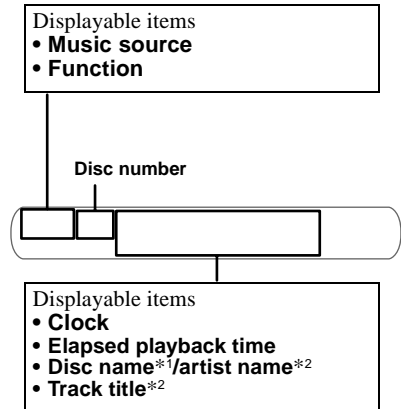 Displayable items
• Music source
• Function
Disc number
Displayable items
• Clock
• Elapsed playback time
• Disc name*1/artist name*2
• Track title*2